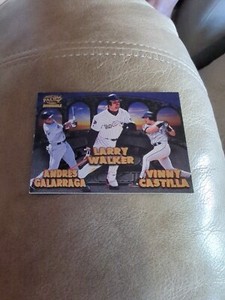 LARRY
WALKER
ANDRES
GALARRAGA
VINNY
CASTILLA